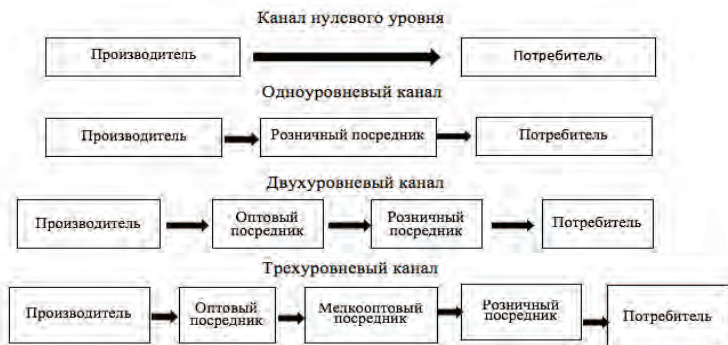 Канал нулевого уровня
Производитель
Потребитель
Одноуровневый канал
Производитель
Розничный посредник
Потребитель
Двухуровневый канал
Производитель
Оптовый
посредник
Розничный
посредник
Потребитель
Трехуровневый канал
Производитель
Оптовый
посредник
Мелкооптовый
посредник
Розничный
посредник
Потребитель